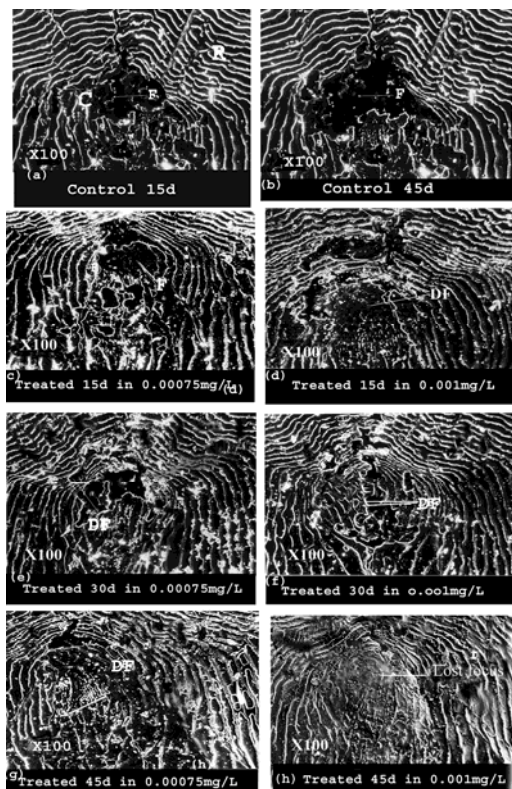 R
C
F
X100
(a)
Control 15d
F
X100
(b)
Control 45d
F
X100
c)
(d)
Treated 15d in 0.00075mg/L
DF
X100
(d)
Treated 15d in 0.001mg/L
DF
X100
(e)
Treated 30d in 0.00075mg/L
DF
X100
(f)
Treated 30d in o.oo1mg/L
DF
X100
(h)
g)
Treated 45d in 0.00075mg/L
Lost focus
X100
(h) Treated 45d in 0.001mg/L